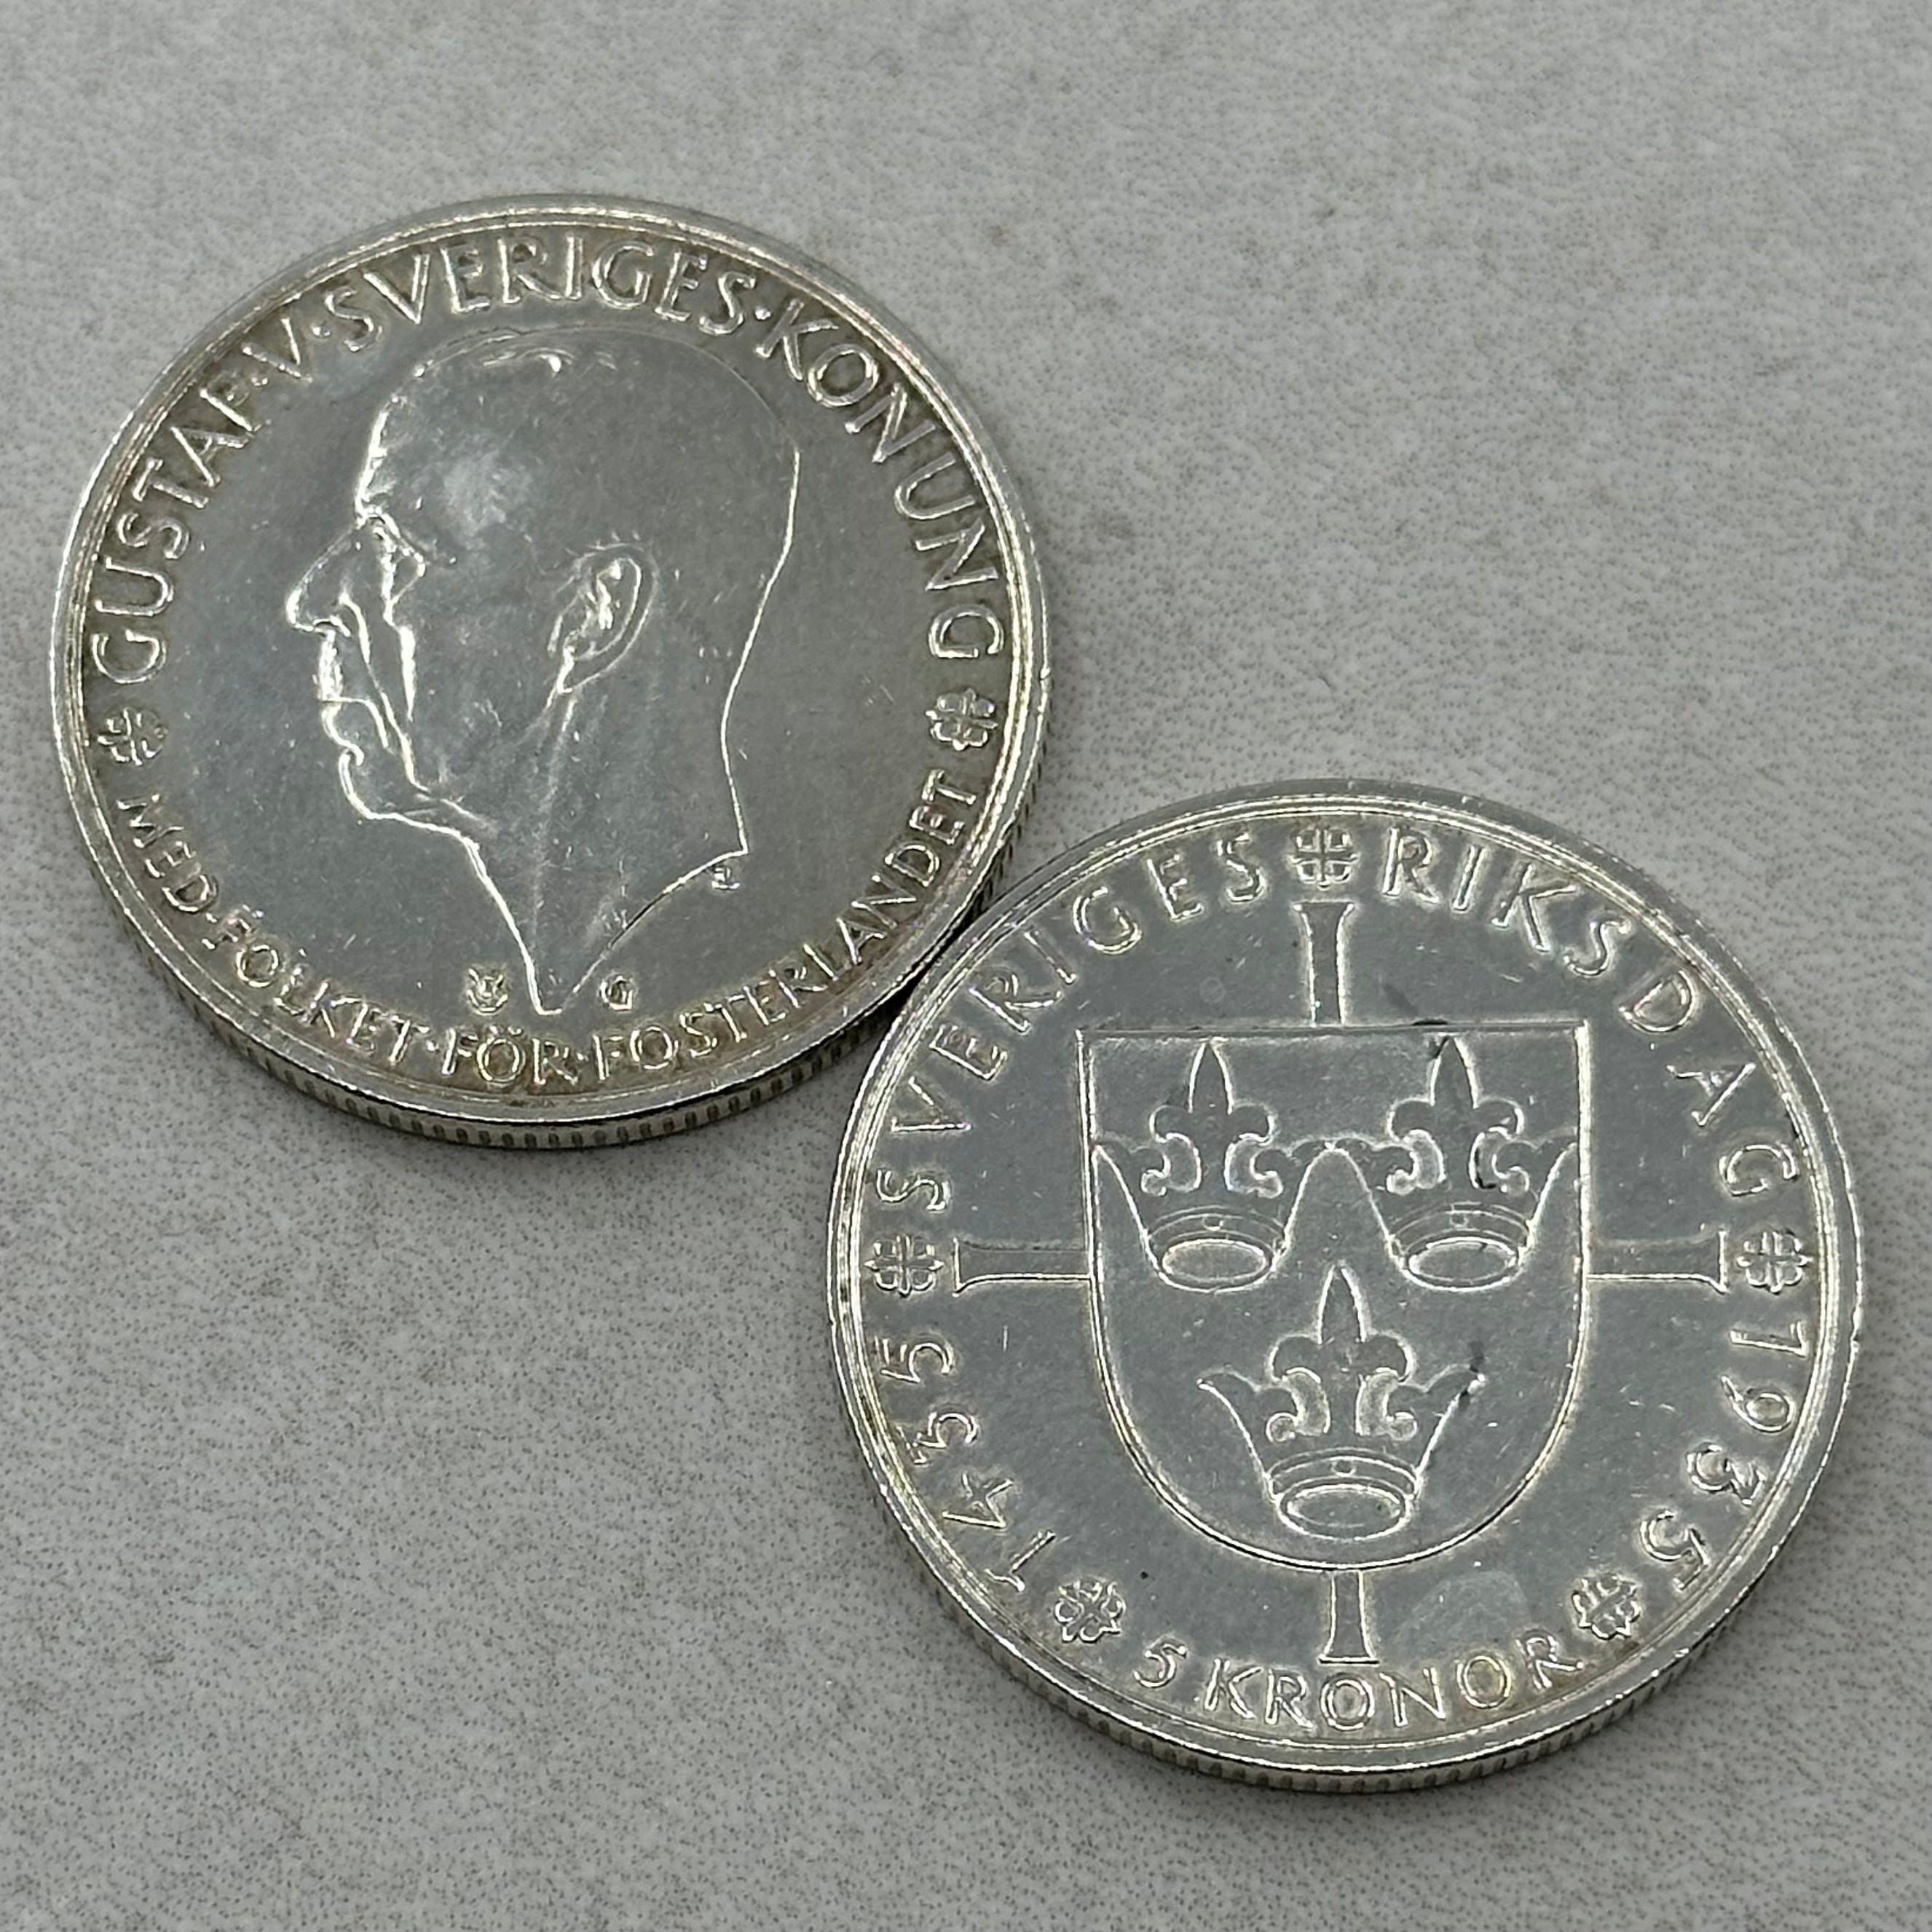 GUSTAF·V·SVERIGES·KONUNG
MED·FOLKET·FÖR·FOSTERLANDET
G
SVERIGES RIKSDAG
1435 1935
5 KRONOR